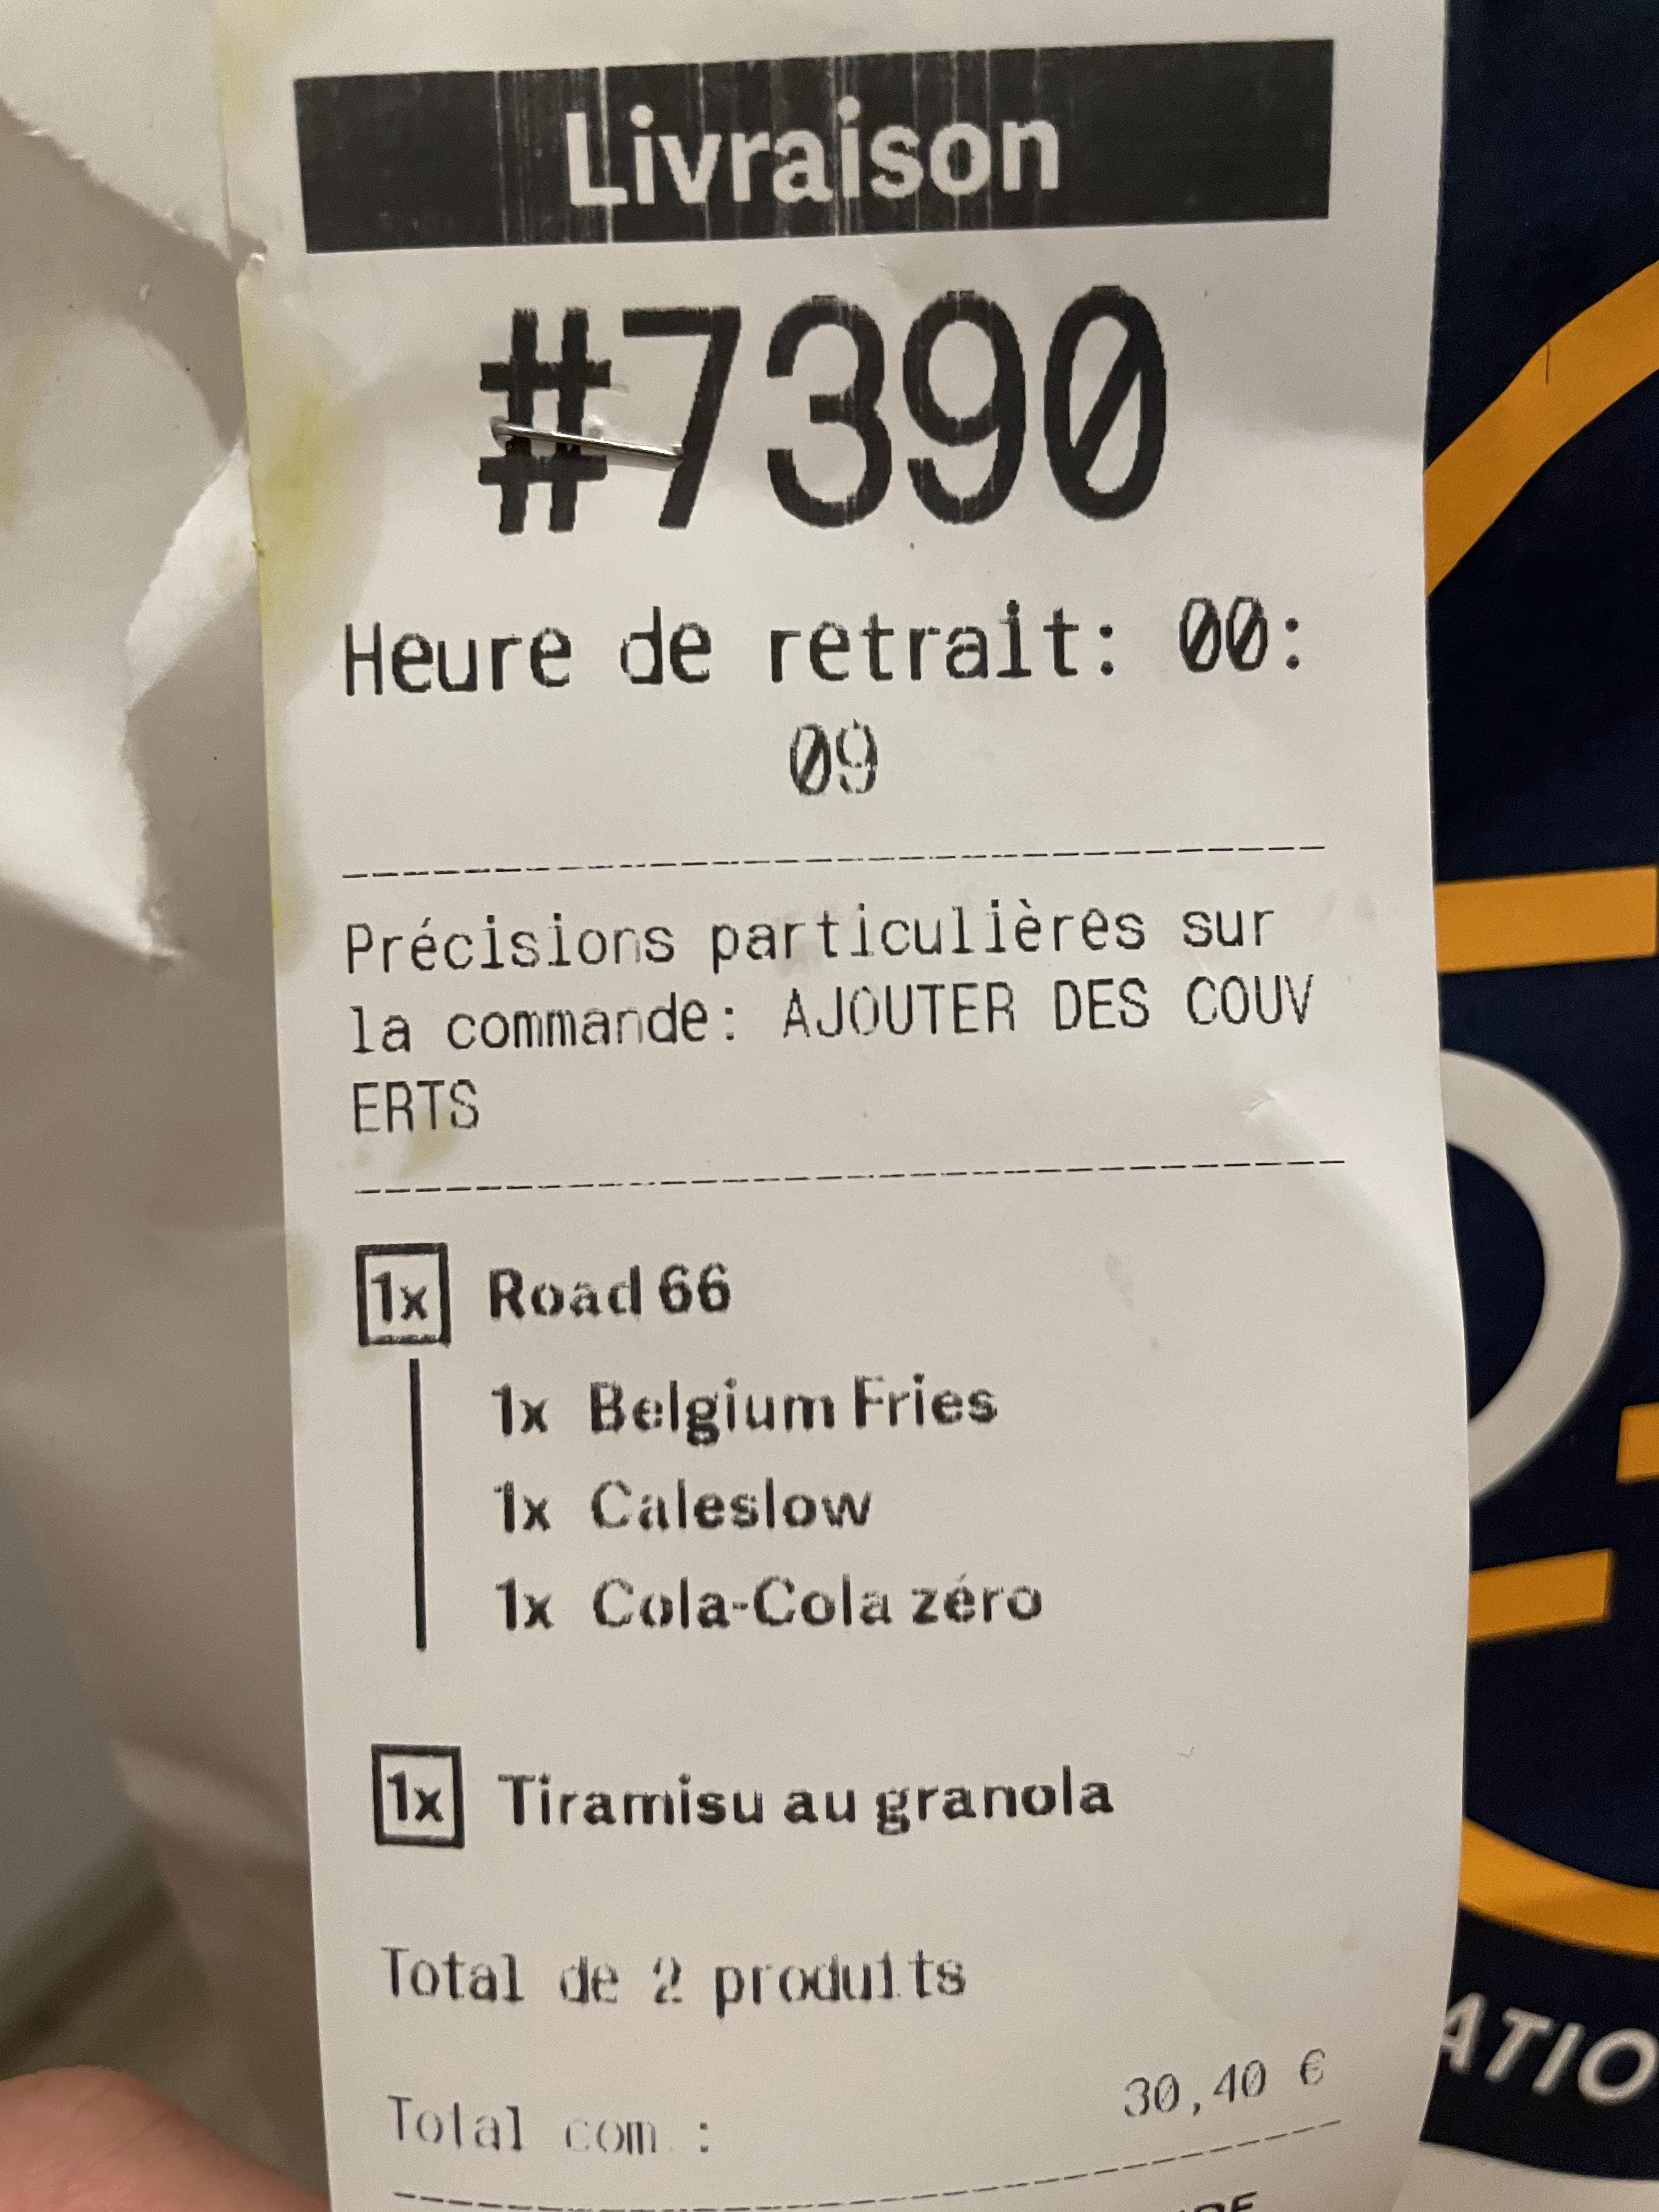 Livraison
#7390
Heure de retrait: 00:
09
Précisions particulières sur
la commande: AJOUTER DES COUV
ERTS
1x Road 66
1x Belgium Fries
1x Caleslow
1x Cola-Cola zéro
1x Tiramisu au granola
Total de 2 produits
Total com.: 30,40 €
ATIO